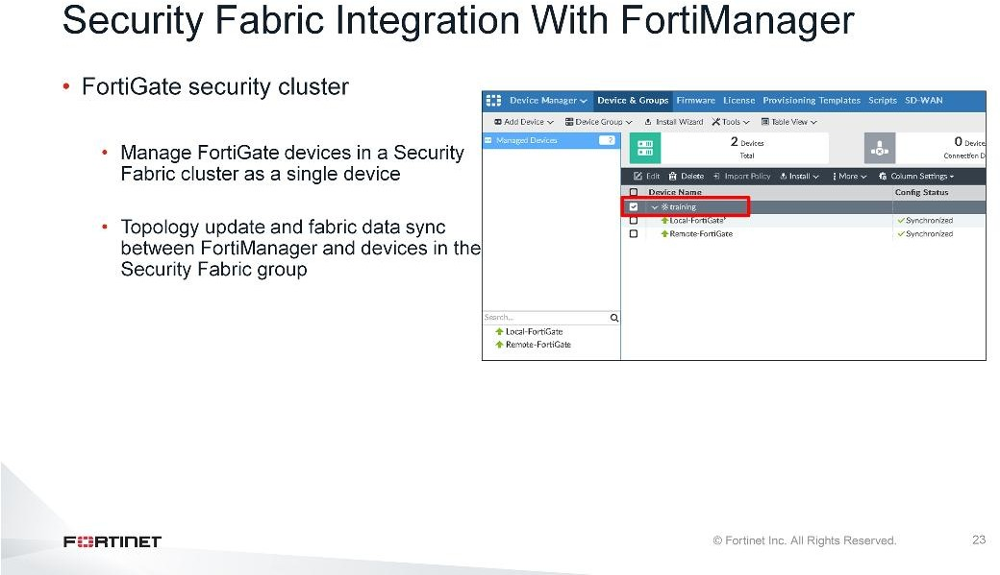 Security Fabric Integration With FortiManager
• FortiGate security cluster
• Manage FortiGate devices in a Security
Fabric cluster as a single device
• Topology update and fabric data sync
between FortiManager and devices in the
Security Fabric group
Device Manager Device & Groups Firmware License Provisioning Templates Scripts SD-WAN
Add Device Device Group Install Wizard Tools Table View
Managed Devices 2
2 Devices
Total
0 Device
Connection D
Edit Delete Import Policy Install More Column Settings
Device Name Config Status
training
Local-FortiGate* Synchronized
Remote-FortiGate Synchronized
Search...
Local-FortiGate
Remote-FortiGate
FORTINET
© Fortinet Inc. All Rights Reserved. 23